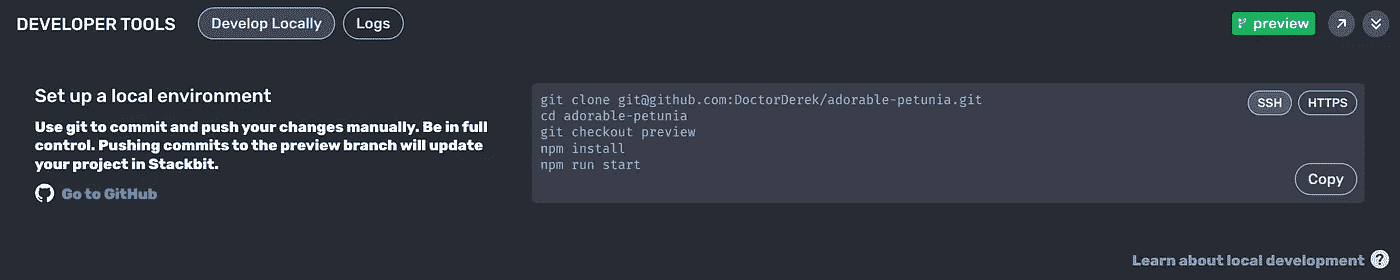 DEVELOPER TOOLS Develop Locally Logs preview
Set up a local environment
Use git to commit and push your changes manually. Be in full
control. Pushing commits to the preview branch will update
your project in Stackbit.
Go to GitHub
git clone git@github.com:DoctorDerek/adorable-petunia.git
cd adorable-petunia
git checkout preview
npm install
npm run start
SSH HTTPS
Copy
Learn about local development ?